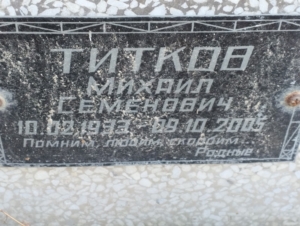 ТИТКОВ
МИХАИЛ
СЕМЕНОВИЧ
10.02.1933 - 09.10.2005
Помним, любим, скорбим...
Родные.